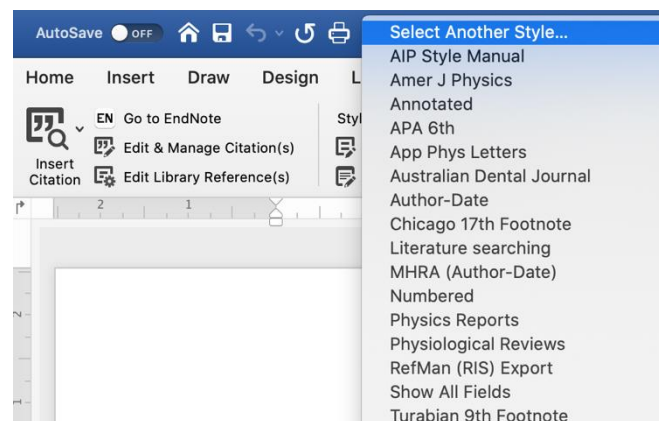 AutoSave OFF
Home Insert Draw Design L
EN Go to EndNote
Styl
Edit & Manage Citation(s)
Insert
Citation
Edit Library Reference(s)
2 1
2
1
Select Another Style...
AIP Style Manual
Amer J Physics
Annotated
APA 6th
App Phys Letters
Australian Dental Journal
Author-Date
Chicago 17th Footnote
Literature searching
MHRA (Author-Date)
Numbered
Physics Reports
Physiological Reviews
RefMan (RIS) Export
Show All Fields
Turabian 9th Footnote